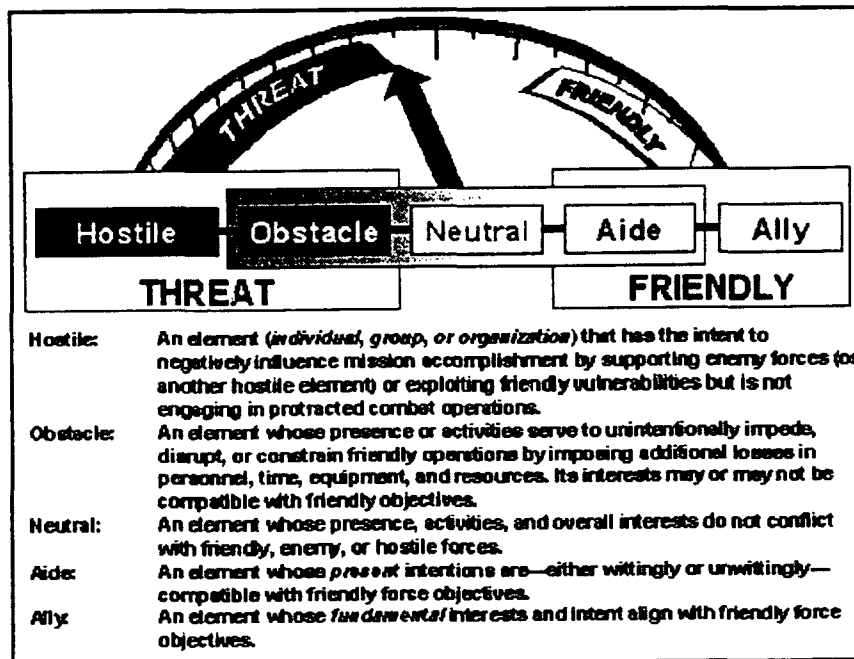 THREAT
FRIENDLY
Hostile Obstacle Neutral Aide Ally
THREAT FRIENDLY
Hostile: An element (individual, group, or organization) that has the intent to
negatively influence mission accomplishment by supporting enemy forces (or
another hostile element) or exploiting friendly vulnerabilities but is not
engaging in protracted combat operations.
Obstacle: An element whose presence or activities serve to unintentionally impede,
disrupt, or constrain friendly operations by imposing additional losses in
personnel, time, equipment, and resources. Its interests may or may not be
compatible with friendly objectives.
Neutral: An element whose presence, activities, and overall interests do not conflict
with friendly, enemy, or hostile forces.
Aide: An element whose present intentions are—either wittingly or unwittingly—
compatible with friendly force objectives.
Ally: An element whose fundamental interests and intent align with friendly force
objectives.